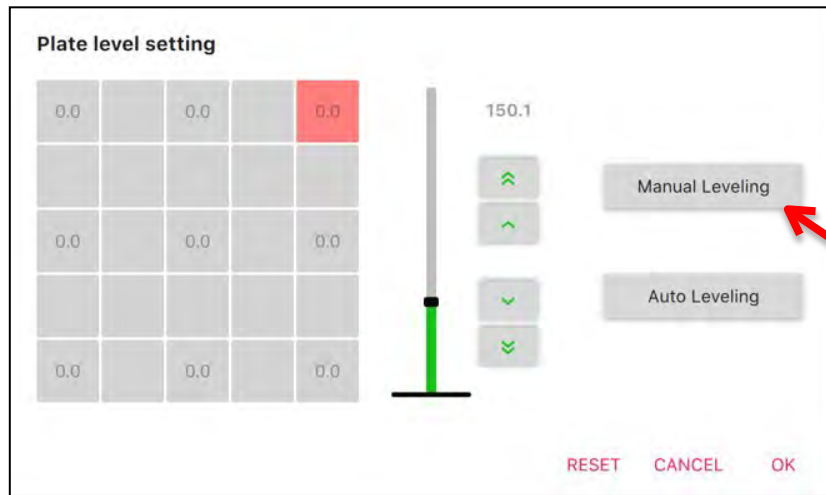 Plate level setting
0.0 0.0 0.0
150.1
Manual Leveling
0.0 0.0 0.0
Auto Leveling
0.0 0.0 0.0
RESET CANCEL OK